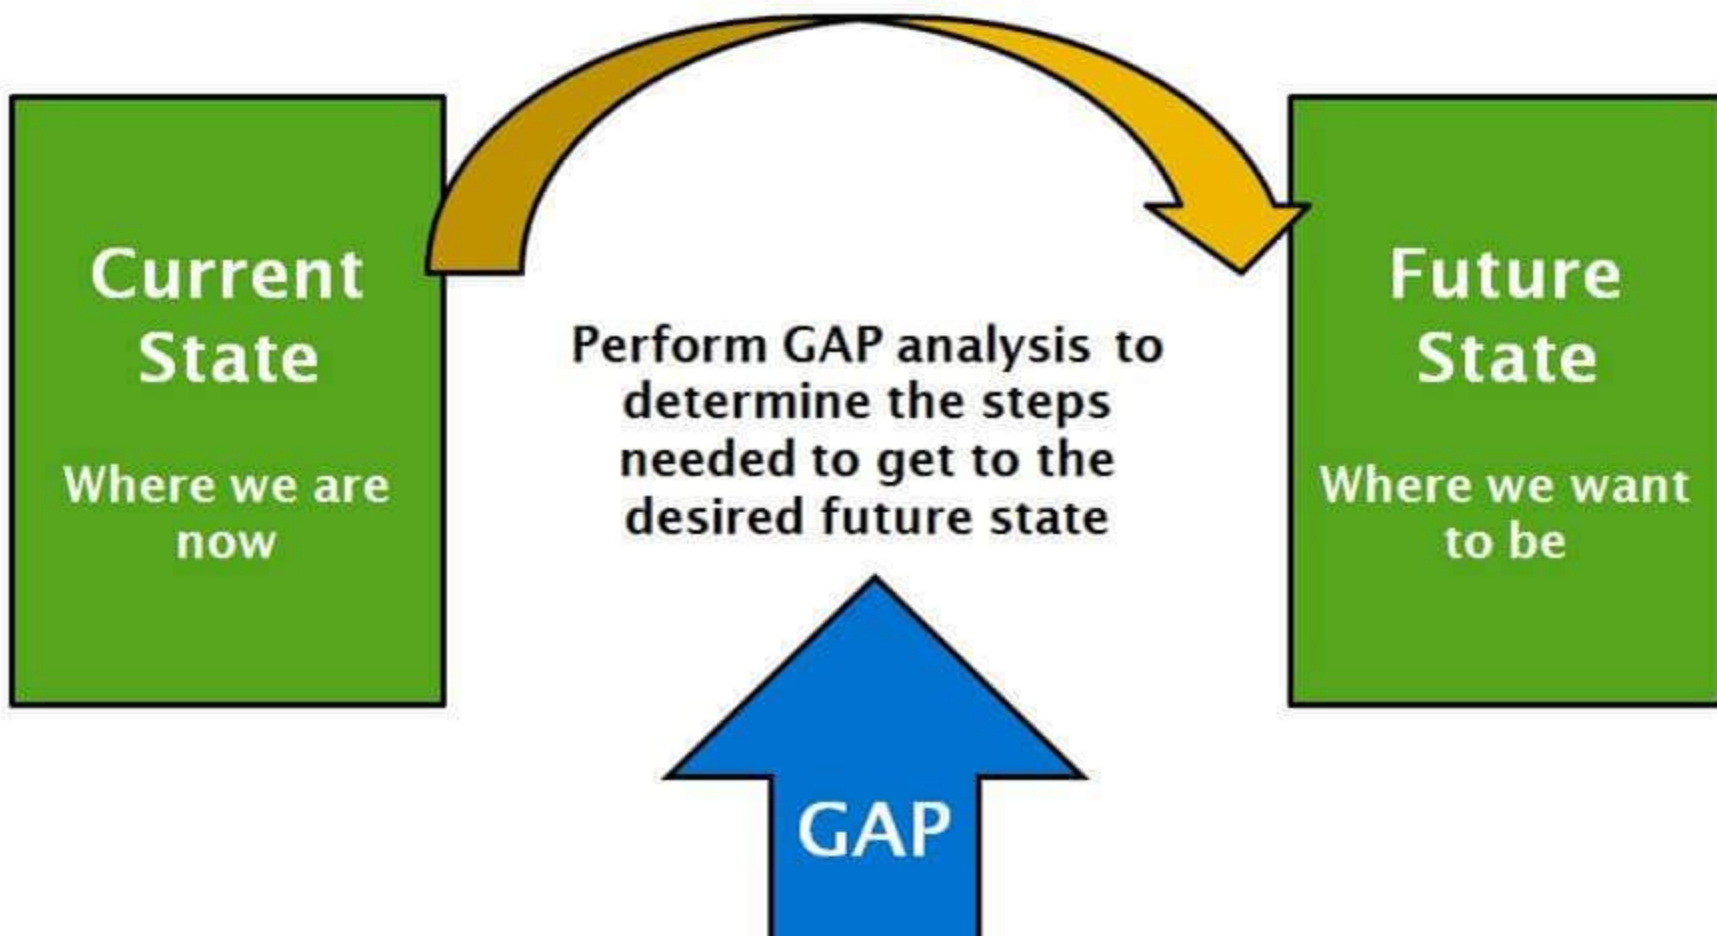 Current
State
Where we are
now
Perform GAP analysis to
determine the steps
needed to get to the
desired future state
GAP
Future
State
Where we want
to be